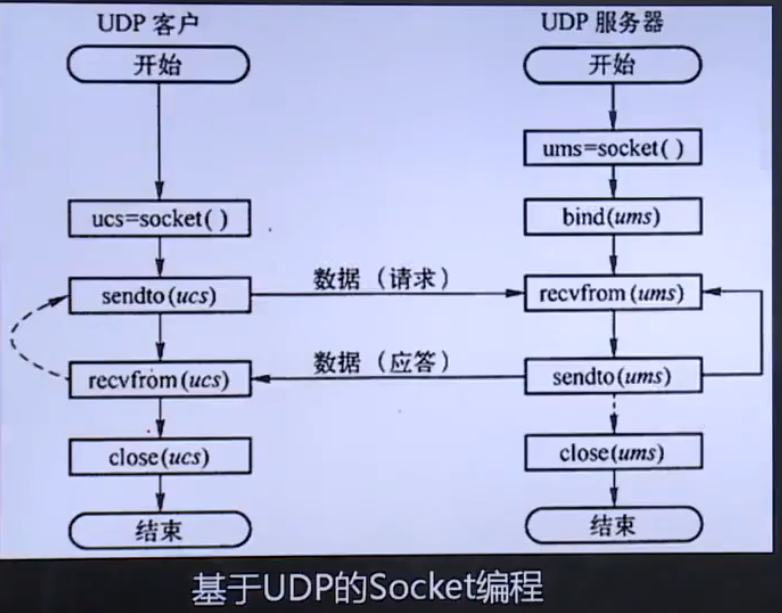 UDP 客户
UDP 服务器
开始
开始
ums=socket( )
ucs=socket( )
bind(ums)
sendto(ucs)
数据（请求）
recvfrom(ums)
recvfrom(ucs)
数据（应答）
sendto(ums)
close(ucs)
close(ums)
结束
结束
基于UDP的Socket编程